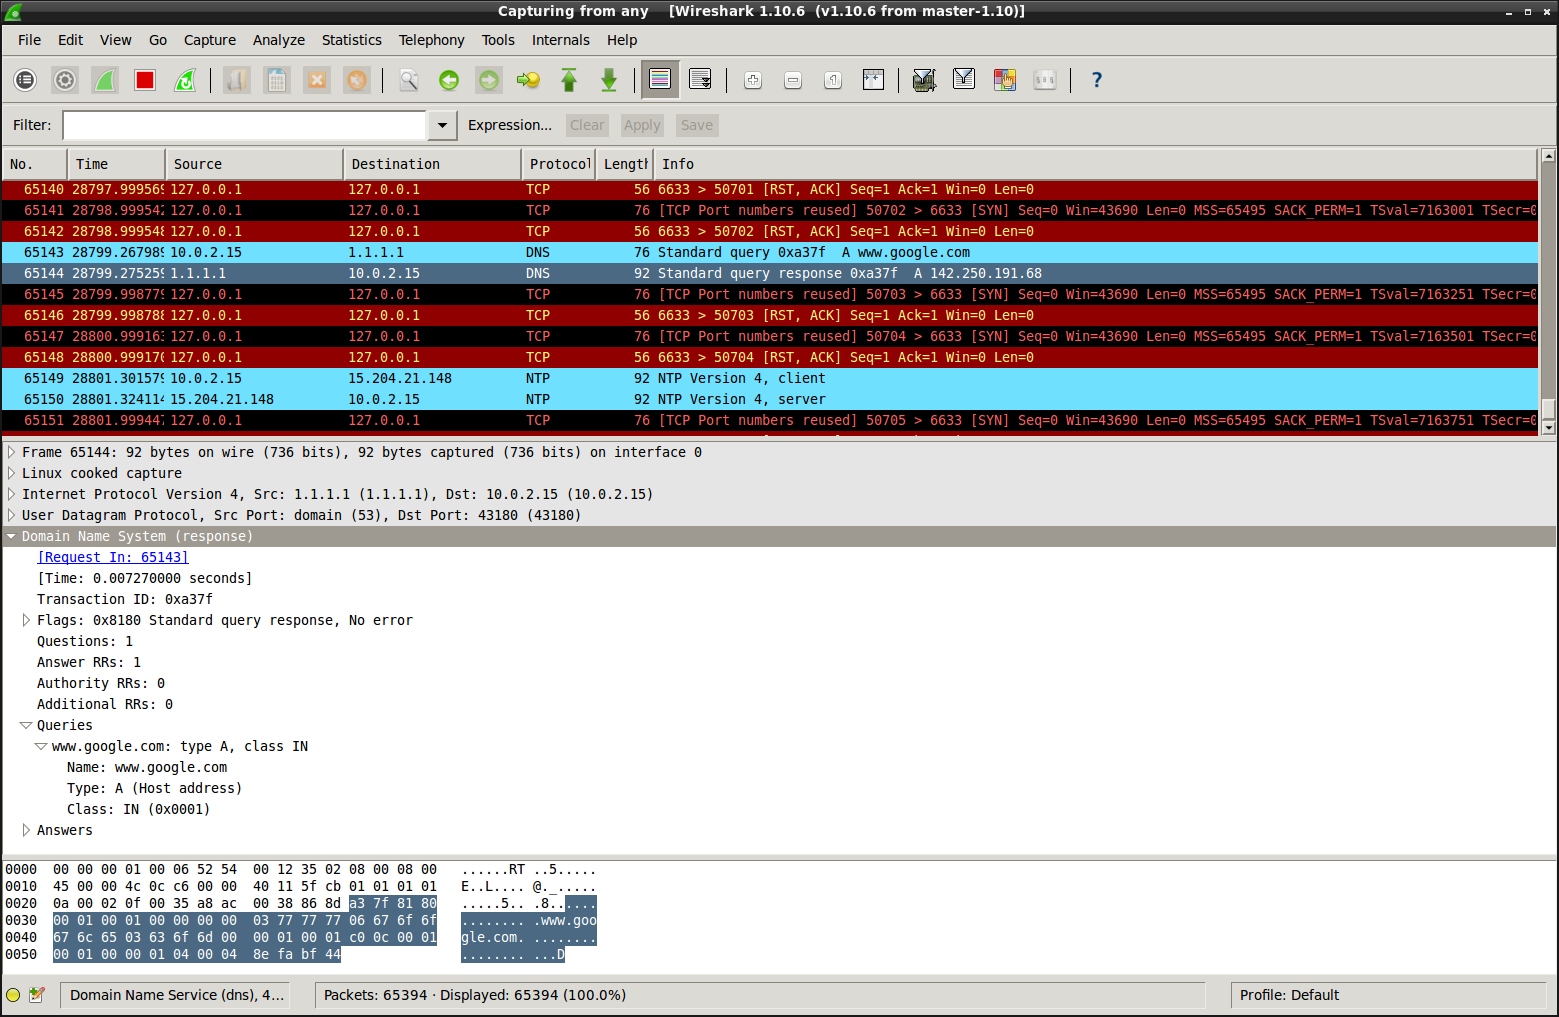 Capturing from any [Wireshark 1.10.6 (v1.10.6 from master-1.10)]
File Edit View Go Capture Analyze Statistics Telephony Tools Internals Help
Filter: Expression... Clear Apply Save
No. Time Source Destination Protocol Length Info
65140 28797.999569 127.0.0.1 127.0.0.1 TCP 56 6633 > 50701 [RST, ACK] Seq=1 Ack=1 Win=0 Len=0
65141 28798.999542 127.0.0.1 127.0.0.1 TCP 76 [TCP Port numbers reused] 50702 > 6633 [SYN] Seq=0 Win=43690 Len=0 MSS=65495 SACK_PERM=1 TSval=7163001 TSecr=0
65142 28798.999548 127.0.0.1 127.0.0.1 TCP 56 6633 > 50702 [RST, ACK] Seq=1 Ack=1 Win=0 Len=0
65143 28799.267989 10.0.2.15 1.1.1.1 DNS 76 Standard query 0xa37f A www.google.com
65144 28799.275259 1.1.1.1 10.0.2.15 DNS 92 Standard query response 0xa37f A 142.250.191.68
65145 28799.998779 127.0.0.1 127.0.0.1 TCP 76 [TCP Port numbers reused] 50703 > 6633 [SYN] Seq=0 Win=43690 Len=0 MSS=65495 SACK_PERM=1 TSval=7163251 TSecr=0
65146 28799.998788 127.0.0.1 127.0.0.1 TCP 56 6633 > 50703 [RST, ACK] Seq=1 Ack=1 Win=0 Len=0
65147 28800.999163 127.0.0.1 127.0.0.1 TCP 76 [TCP Port numbers reused] 50704 > 6633 [SYN] Seq=0 Win=43690 Len=0 MSS=65495 SACK_PERM=1 TSval=7163501 TSecr=0
65148 28800.999170 127.0.0.1 127.0.0.1 TCP 56 6633 > 50704 [RST, ACK] Seq=1 Ack=1 Win=0 Len=0
65149 28801.301579 10.0.2.15 15.204.21.148 NTP 92 NTP Version 4, client
65150 28801.324114 15.204.21.148 10.0.2.15 NTP 92 NTP Version 4, server
65151 28801.999447 127.0.0.1 127.0.0.1 TCP 76 [TCP Port numbers reused] 50705 > 6633 [SYN] Seq=0 Win=43690 Len=0 MSS=65495 SACK_PERM=1 TSval=7163751 TSecr=0
Frame 65144: 92 bytes on wire (736 bits), 92 bytes captured (736 bits) on interface 0
Linux cooked capture
Internet Protocol Version 4, Src: 1.1.1.1 (1.1.1.1), Dst: 10.0.2.15 (10.0.2.15)
User Datagram Protocol, Src Port: domain (53), Dst Port: 43180 (43180)
Domain Name System (response)
[Request In: 65143]
[Time: 0.007270000 seconds]
Transaction ID: 0xa37f
Flags: 0x8180 Standard query response, No error
Questions: 1
Answer RRs: 1
Authority RRs: 0
Additional RRs: 0
Queries
www.google.com: type A, class IN
Name: www.google.com
Type: A (Host address)
Class: IN (0x0001)
Answers
0000 00 00 00 01 00 06 52 54 00 12 35 02 08 00 08 00 ......RT ..5.....
0010 45 00 00 4c 0c c6 00 00 40 11 5f cb 01 01 01 01 E..L.... @._.....
0020 0a 00 02 0f 00 35 a8 ac 00 38 86 8d a3 7f 81 80 .....5.. .8......
0030 00 01 00 01 00 00 00 00 03 77 77 77 06 67 6f 6f ........ .www.goo
0040 67 6c 65 03 63 6f 6d 00 00 01 00 01 c0 0c 00 01 gle.com. ........
0050 00 01 00 00 01 04 00 04 8e fa bf 44 ........ ...D
Domain Name Service (dns), 4... Packets: 65394 · Displayed: 65394 (100.0%) Profile: Default